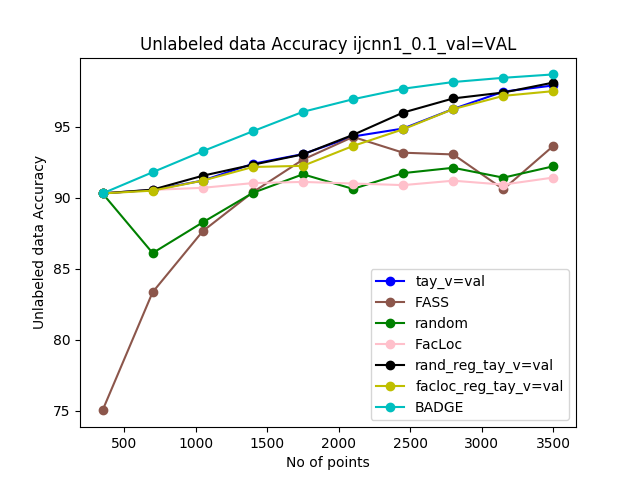 Unlabeled data Accuracy ijcnn1_0.1_val=VAL
Unlabeled data Accuracy
95
90
85
80
75
tay_v=val
FASS
random
FacLoc
rand_reg_tay_v=val
facloc_reg_tay_v=val
BADGE
500 1000 1500 2000 2500 3000 3500
No of points